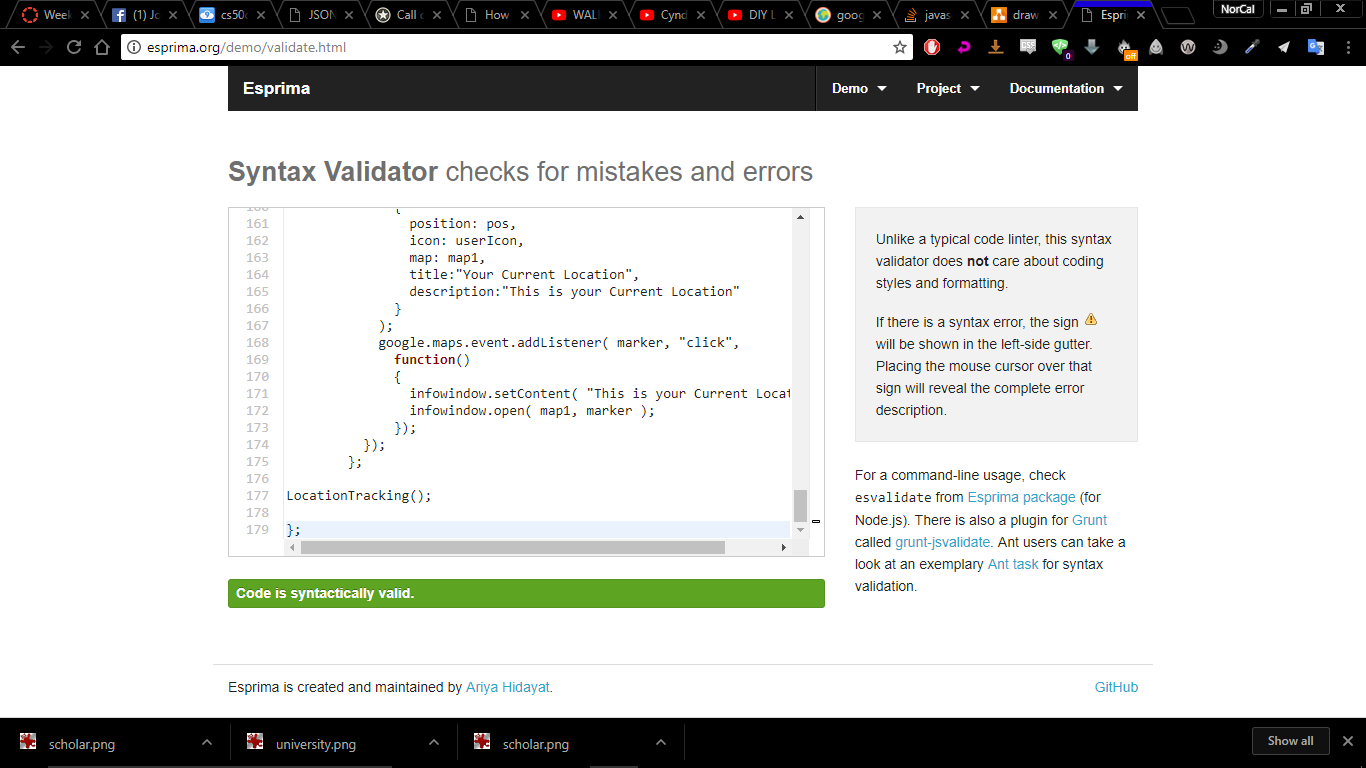 Week
(1) Jo
cs50
JSON
Call o
How
WALL
Cynd
DIY L
goog
javas
draw
Espri
NorCal
esprima.org/demo/validate.html
0
off
Esprima
Demo
Project
Documentation
Syntax Validator checks for mistakes and errors
160 {
161 position: pos,
162 icon: userIcon,
163 map: map1,
164 title:"Your Current Location",
165 description:"This is your Current Location"
166 }
167 );
168 google.maps.event.addListener( marker, "click",
169 function()
170 {
171 infowindow.setContent( "This is your Current Locat
172 infowindow.open( map1, marker );
173 });
174 });
175 };
176
177 LocationTracking();
178
179 };
Code is syntactically valid.
Unlike a typical code linter, this syntax
validator does not care about coding
styles and formatting.
If there is a syntax error, the sign
will be shown in the left-side gutter.
Placing the mouse cursor over that
sign will reveal the complete error
description.
For a command-line usage, check
esvalidate from Esprima package (for
Node.js). There is also a plugin for Grunt
called grunt-jsvalidate. Ant users can take a
look at an exemplary Ant task for syntax
validation.
Esprima is created and maintained by Ariya Hidayat.
GitHub
scholar.png
university.png
scholar.png
Show all